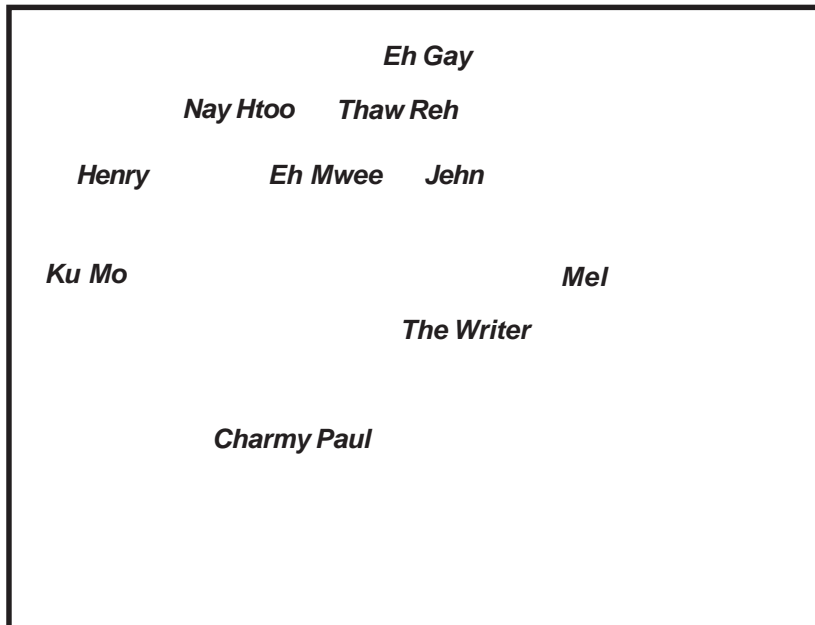 Eh Gay
Nay Htoo Thaw Reh
Henry Eh Mwee Jehn
Ku Mo Mel
The Writer
Charmy Paul